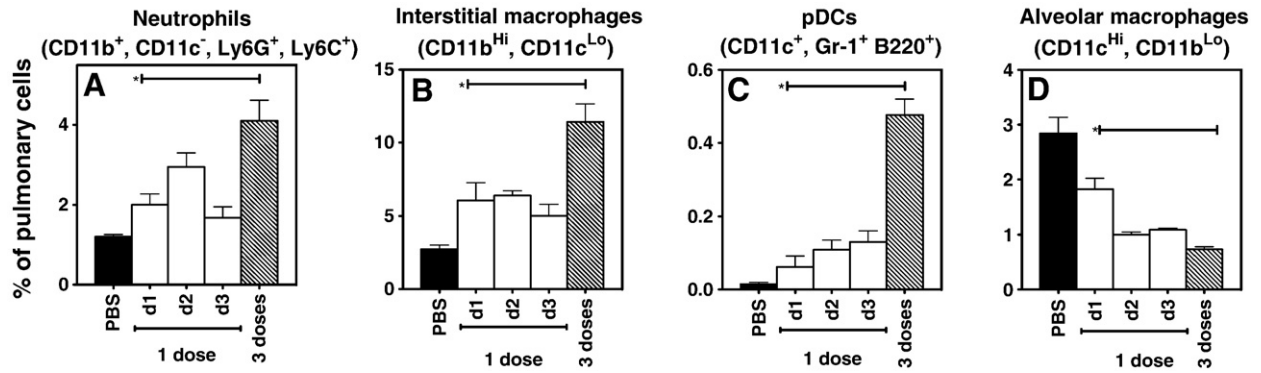 Neutrophils
(CD11b+, CD11c-, Ly6G+, Ly6C+)
Interstitial macrophages
(CD11bHi, CD11cLo)
pDCs
(CD11c+, Gr-1+ B220+)
Alveolar macrophages
(CD11cHi, CD11bLo)
% of pulmonary cells
A
*
4
2
0
PBS
d1
d2
d3
3 doses
1 dose
B
*
15
10
5
0
PBS
d1
d2
d3
3 doses
1 dose
C
*
0.6
0.4
0.2
0.0
PBS
d1
d2
d3
3 doses
1 dose
D
*
4
3
2
1
0
PBS
d1
d2
d3
3 doses
1 dose